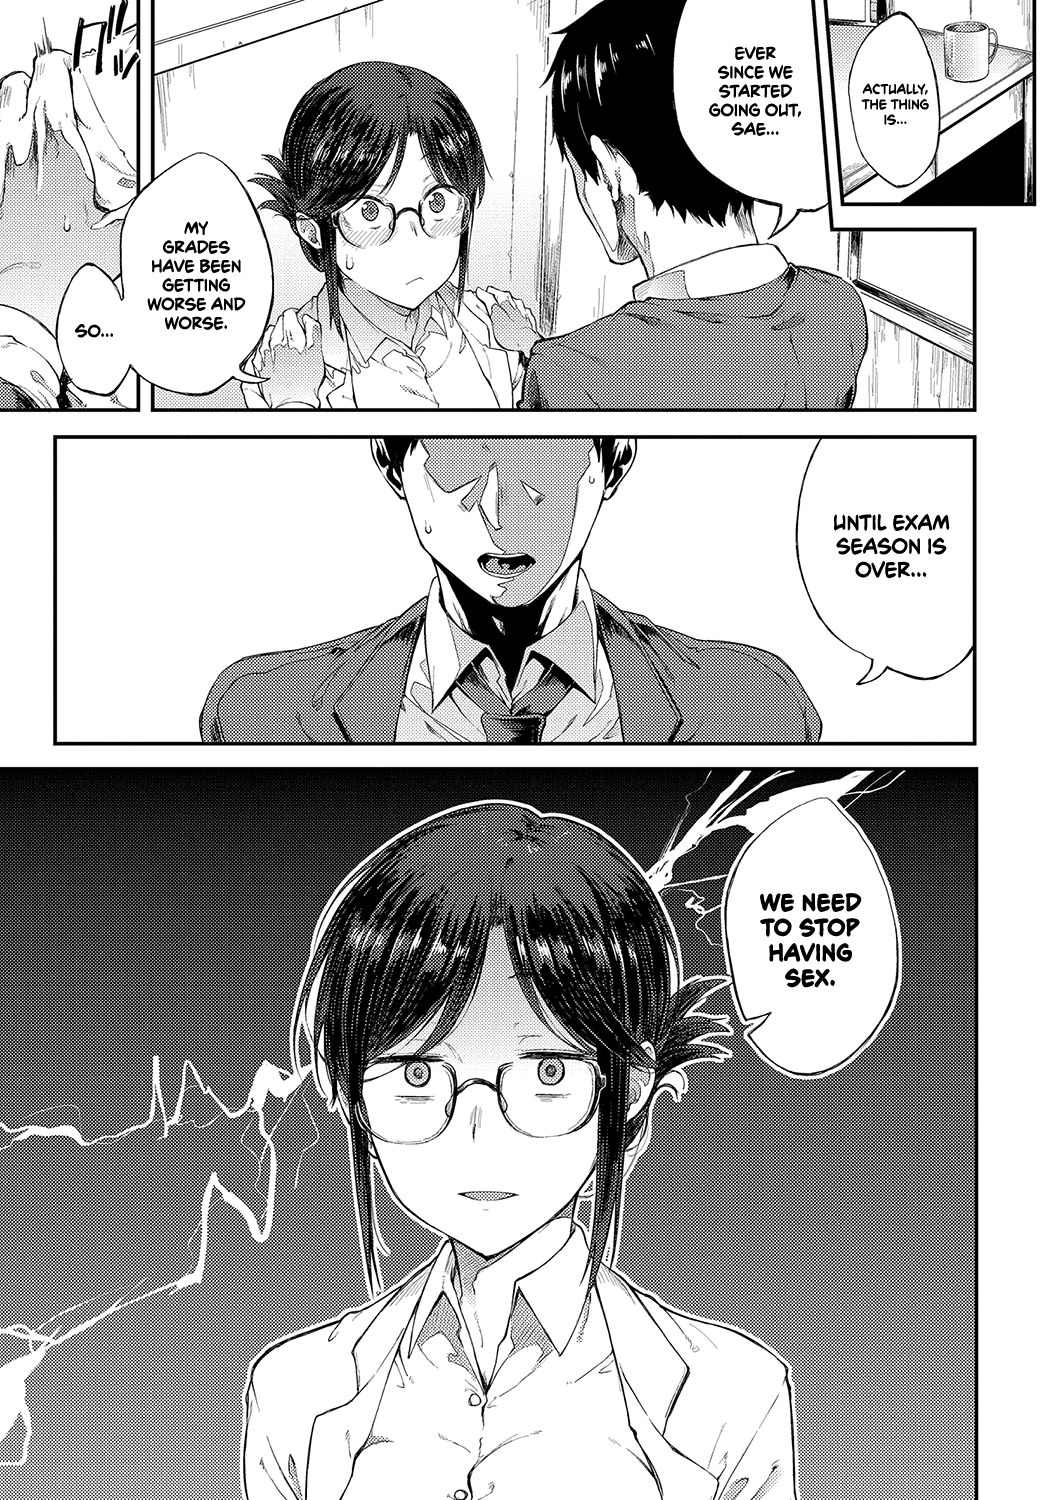 ACTUALLY,
THE THING
IS...
EVER
SINCE WE
STARTED
GOING OUT,
SAE...
MY
GRADES
HAVE BEEN
GETTING
WORSE AND
WORSE.
SO...
UNTIL EXAM
SEASON IS
OVER...
WE NEED
TO STOP
HAVING
SEX.